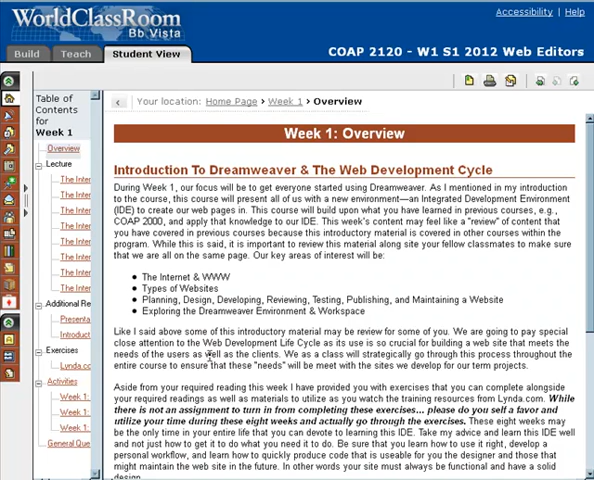 WorldClassRoom
Bb Vista
Accessibility | Help
Build
Teach
Student View
COAP 2120 - W1 S1 2012 Web Editors
Table of
Contents
for
Week 1
Overview
Lecture
The Inter
The Inter
The Inter
The Inter
The Inter
The Inter
The Inter
The Inter
Additional Re
Presenta
Introduct
Exercises
Lynda.co
Activities
Week 1:
Week 1:
Week 1:
General Que
Your location: Home Page > Week 1 > Overview
Week 1: Overview
Introduction To Dreamweaver & The Web Development Cycle
During Week 1, our focus will be to get everyone started using Dreamweaver. As I mentioned in my introduction
to the course, this course will present all of us with a new environment—an Integrated Development Environment
(IDE) to create our web pages in. This course will build upon what you have learned in previous courses, e.g.,
COAP 2000, and apply that knowledge to our IDE. This week's content may feel like a "review" of content that
you have covered in previous courses because this introductory material is covered in other courses within the
program. While this is said, it is important to review this material along site your fellow classmates to make sure
that we are all on the same page. Our key areas of interest will be:
• The Internet & WWW
• Types of Websites
• Planning, Design, Developing, Reviewing, Testing, Publishing, and Maintaining a Website
• Exploring the Dreamweaver Environment & Workspace
Like I said above some of this introductory material may be review for some of you. We are going to pay special
close attention to the Web Development Life Cycle as its use is so crucial for building a web site that meets the
needs of the users as well as the clients. We as a class will strategically go through this process throughout the
entire course to ensure that these "needs" will be meet with the sites we develop for our term projects.
Aside from your required reading this week I have provided you with exercises that you can complete alongside
your required readings as well as materials to utilize as you watch the training resources from Lynda.com. While
there is not an assignment to turn in from completing these exercises... please do you self a favor and
utilize your time during these eight weeks and actually go through the exercises. These eight weeks may
be the only time in your entire life that you can devote to learning this IDE. Take my advice and learn this IDE well
and not just how to get it to do what you need it to do. Be sure that you learn how to use it right, develop a
personal workflow, and learn how to quickly produce code that is useable for you the designer and those that
might maintain the web site in the future. In other words your site must always be functional and have a solid
design.